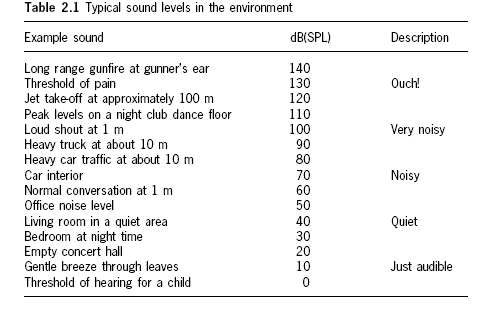 Table 2.1 Typical sound levels in the environment
Example sound dB(SPL) Description
Long range gunfire at gunner's ear 140
Threshold of pain 130 Ouch!
Jet take-off at approximately 100 m 120
Peak levels on a night club dance floor 110
Loud shout at 1 m 100 Very noisy
Heavy truck at about 10 m 90
Heavy car traffic at about 10 m 80
Car interior 70 Noisy
Normal conversation at 1 m 60
Office noise level 50
Living room in a quiet area 40 Quiet
Bedroom at night time 30
Empty concert hall 20
Gentle breeze through leaves 10 Just audible
Threshold of hearing for a child 0